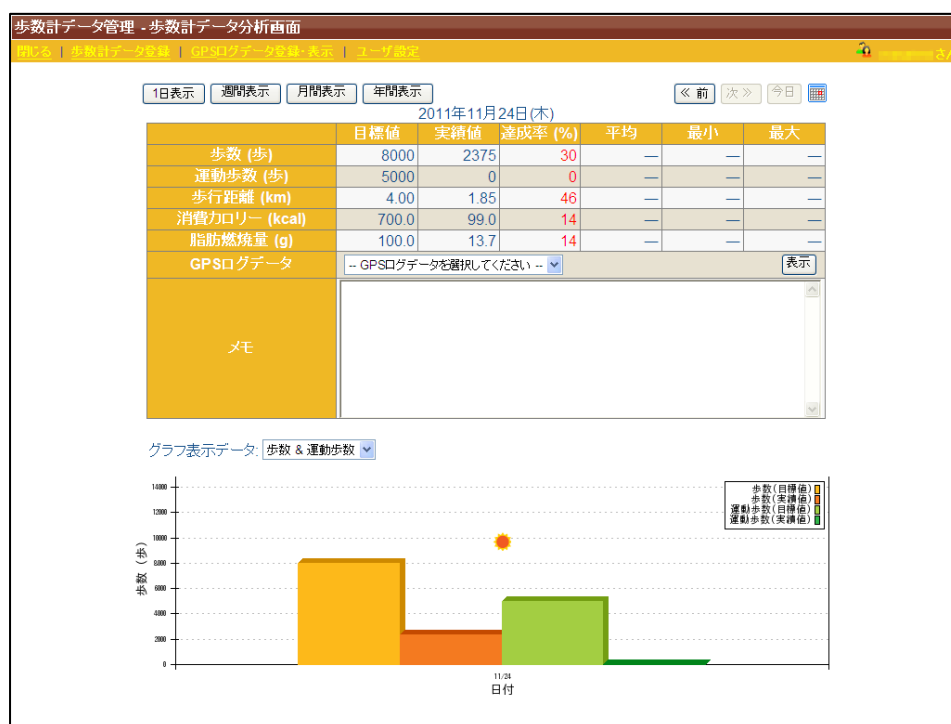 歩数計データ管理 - 歩数計データ分析画面
閉じる | 歩数計データ登録 | GPSログデータ登録・表示 | ユーザ設定 さん
1日表示 週間表示 月間表示 年間表示 ≪ 前 次 ≫ 今日
2011年11月24日(木)
目標値 実績値 達成率 (%) 平均 最小 最大
歩数 (歩) 8000 2375 30 — — —
運動歩数 (歩) 5000 0 0 — — —
歩行距離 (km) 4.00 1.85 46 — — —
消費カロリー (kcal) 700.0 99.0 14 — — —
脂肪燃焼量 (g) 100.0 13.7 14 — — —
GPSログデータ -- GPSログデータを選択してください -- 表示
メモ
グラフ表示データ: 歩数 & 運動歩数
歩数(目標値)
歩数(実績値)
運動歩数(目標値)
運動歩数(実績値)
歩数 (歩)
14000
12000
10000
8000
6000
4000
2000
0
11/24
日付